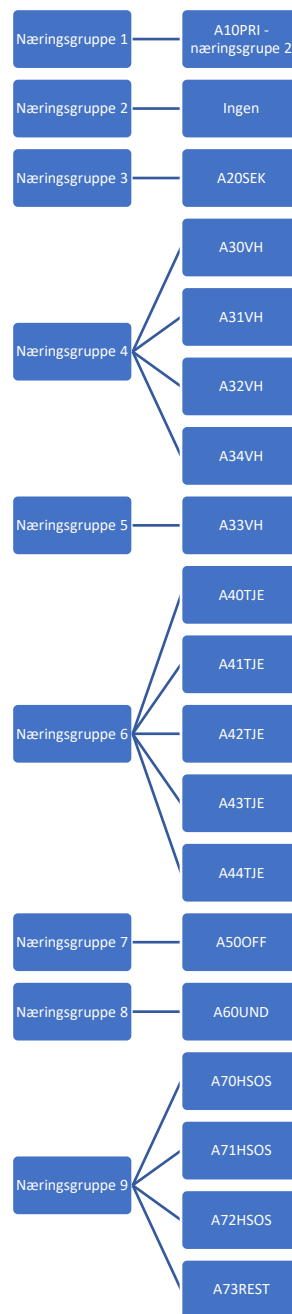 Næringsgruppe 1
A10PRI -
næringsgrupe 2
Næringsgruppe 2
Ingen
Næringsgruppe 3
A20SEK
Næringsgruppe 4
A30VH
A31VH
A32VH
A34VH
Næringsgruppe 5
A33VH
Næringsgruppe 6
A40TJE
A41TJE
A42TJE
A43TJE
A44TJE
Næringsgruppe 7
A50OFF
Næringsgruppe 8
A60UND
Næringsgruppe 9
A70HSOS
A71HSOS
A72HSOS
A73REST